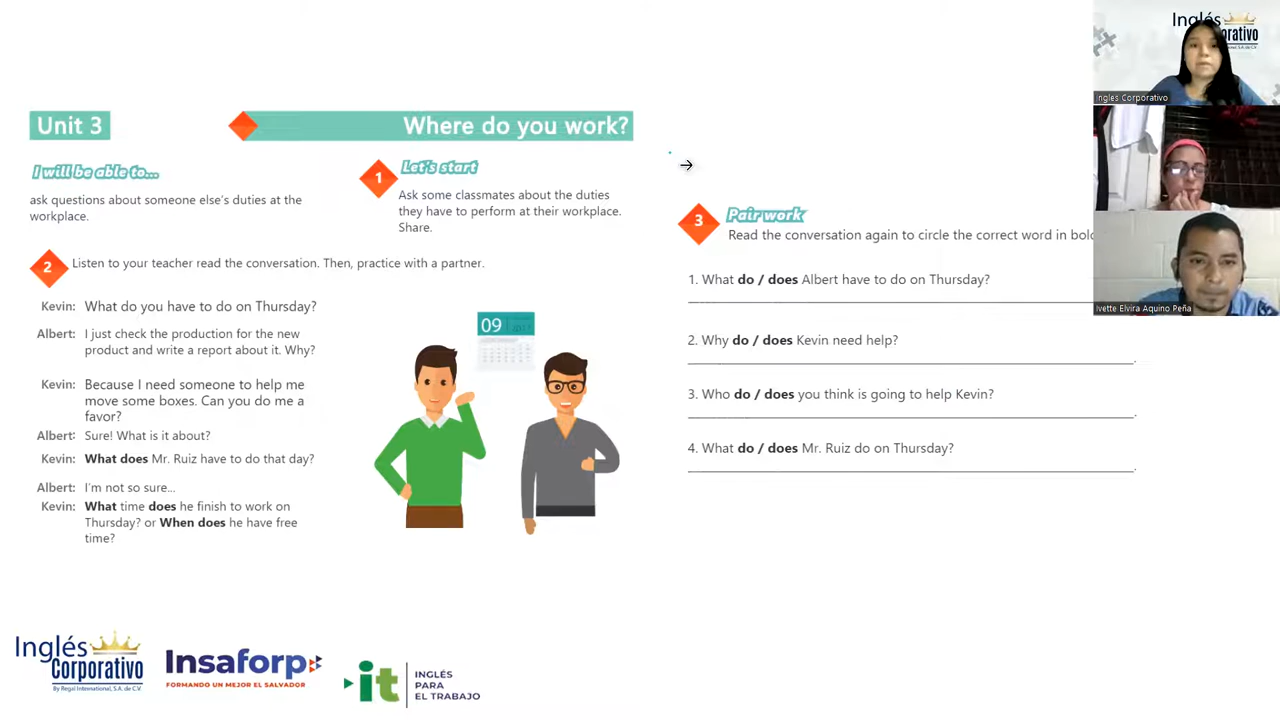 Unit 3
Where do you work?
I will be able to...
ask questions about someone else's duties at the
workplace.
1
Let's start
Ask some classmates about the duties
they have to perform at their workplace.
Share.
2
Listen to your teacher read the conversation. Then, practice with a partner.
Kevin: What do you have to do on Thursday?
Albert: I just check the production for the new
product and write a report about it. Why?
Kevin: Because I need someone to help me
move some boxes. Can you do me a
favor?
Albert: Sure! What is it about?
Kevin: What does Mr. Ruiz have to do that day?
Albert: I'm not so sure...
Kevin: What time does he finish to work on
Thursday? or When does he have free
time?
09
3
Pair work
Read the conversation again to circle the correct word in bold
1. What do / does Albert have to do on Thursday?
2. Why do / does Kevin need help?
3. Who do / does you think is going to help Kevin?
4. What do / does Mr. Ruiz do on Thursday?
Inglés
Corporativo
By Regal International, S.A. de C.V.
Insaforp
FORMANDO UN MEJOR EL SALVADOR
it
INGLÉS
PARA
EL TRABAJO
Inglés
orativo
Ingles Corporativo
Ivette Elvira Aquino Peña